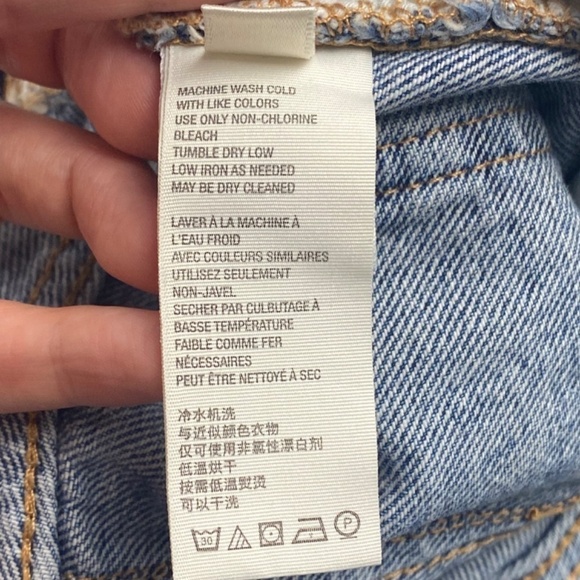 MACHINE WASH COLD
WITH LIKE COLORS
USE ONLY NON-CHLORINE
BLEACH
TUMBLE DRY LOW
LOW IRON AS NEEDED
MAY BE DRY CLEANED
LAVER À LA MACHINE À
L'EAU FROID
AVEC COULEURS SIMILAIRES
UTILISEZ SEULEMENT
NON-JAVEL
SECHER PAR CULBUTAGE À
BASSE TEMPÉRATURE
FAIBLE COMME FER
NÉCESSAIRES
PEUT ÊTRE NETTOYÉ À SEC
冷水机洗
与近似颜色衣物
仅可使用非氯性漂白剂
低温烘干
按需低温熨烫
可以干洗
30 P